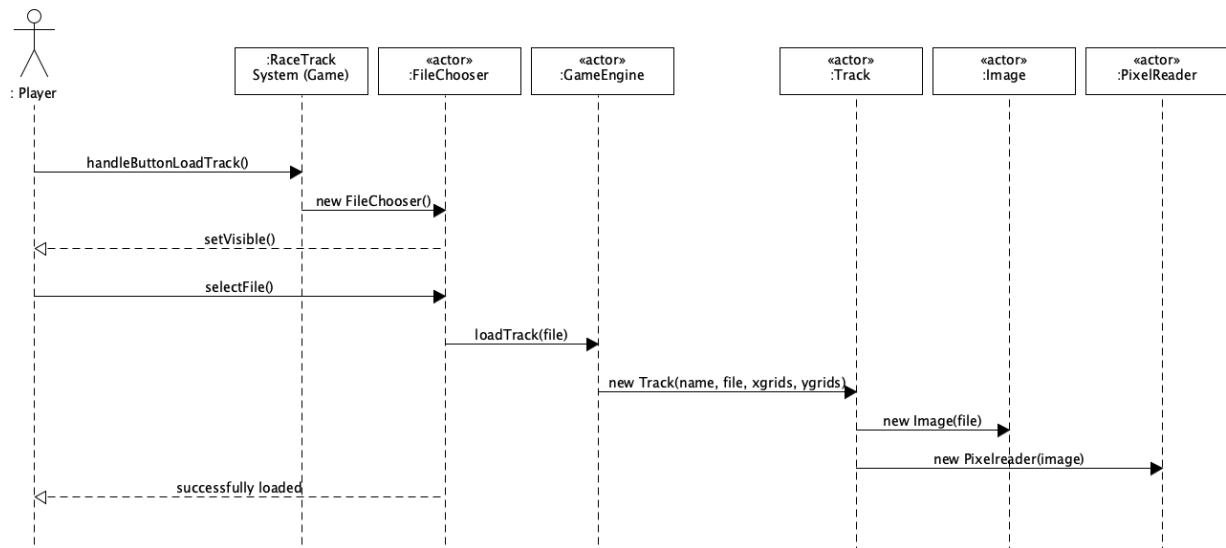 : Player
:RaceTrack
System (Game)
«actor»
:FileChooser
«actor»
:GameEngine
«actor»
:Track
«actor»
:Image
«actor»
:PixelReader
handleButtonLoadTrack()
new FileChooser()
setVisible()
selectFile()
loadTrack(file)
new Track(name, file, xgrids, ygrids)
new Image(file)
new Pixelreader(image)
successfully loaded